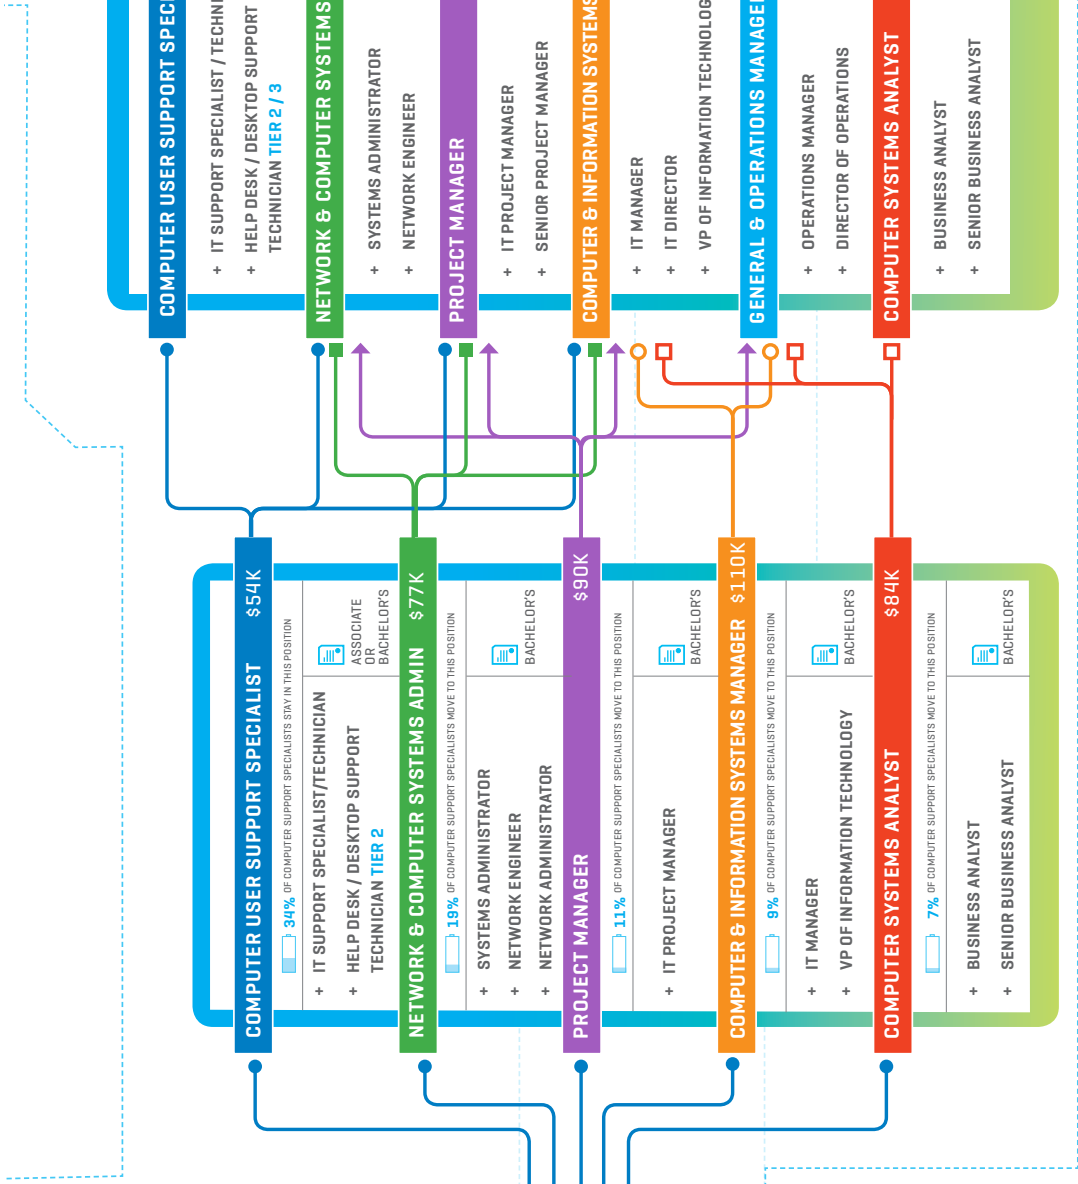 COMPUTER USER SUPPORT
+ IT SUPPORT SPECIALIST /
+ HELP DESK / DESKTOP SUPPORT
TECHNICIAN TIER 2 / 3
NETWORK & COMPUTER SYSTEMS
+ SYSTEMS ADMINISTRATOR
+ NETWORK ENGINEER
PROJECT MANAGER
+ IT PROJECT MANAGER
+ SENIOR PROJECT MANAGER
COMPUTER & INFORMATION SYSTEMS
+ IT MANAGER
+ IT DIRECTOR
+ VP OF INFORMATION
GENERAL & OPERATIONS
+ OPERATIONS MANAGER
+ DIRECTOR OF OPERATIONS
COMPUTER SYSTEMS ANALYST
+ BUSINESS ANALYST
+ SENIOR BUSINESS ANALYST
COMPUTER USER SUPPORT SPECIALIST $54K
34% OF COMPUTER SUPPORT SPECIALISTS STAY IN THIS POSITION
+ IT SUPPORT SPECIALIST/TECHNICIAN
+ HELP DESK / DESKTOP SUPPORT
TECHNICIAN TIER 2
ASSOCIATE
OR
BACHELOR'S
NETWORK & COMPUTER SYSTEMS ADMIN $77K
19% OF COMPUTER SUPPORT SPECIALISTS MOVE TO THIS POSITION
+ SYSTEMS ADMINISTRATOR
+ NETWORK ENGINEER
+ NETWORK ADMINISTRATOR
BACHELOR'S
PROJECT MANAGER $90K
11% OF COMPUTER SUPPORT SPECIALISTS MOVE TO THIS POSITION
+ IT PROJECT MANAGER
BACHELOR'S
COMPUTER & INFORMATION SYSTEMS MANAGER $110K
9% OF COMPUTER SUPPORT SPECIALISTS MOVE TO THIS POSITION
+ IT MANAGER
+ VP OF INFORMATION TECHNOLOGY
BACHELOR'S
COMPUTER SYSTEMS ANALYST $84K
7% OF COMPUTER SUPPORT SPECIALISTS MOVE TO THIS POSITION
+ BUSINESS ANALYST
+ SENIOR BUSINESS ANALYST
BACHELOR'S